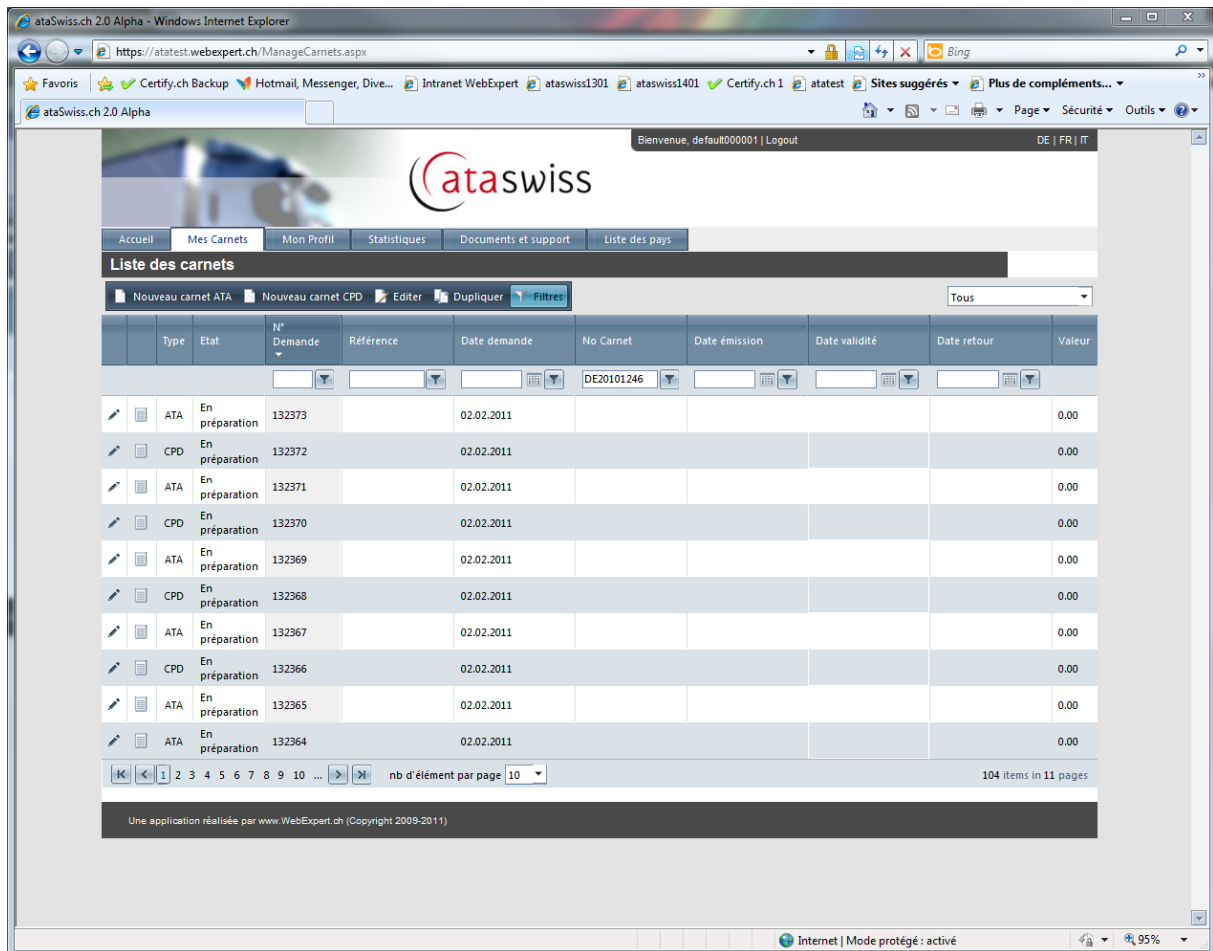 ataSwiss.ch 2.0 Alpha - Windows Internet Explorer
https://atatest.webexpert.ch/ManageCarnets.aspx
Bing
Favoris Certify.ch Backup Hotmail, Messenger, Dive... Intranet WebExpert ataswiss1301 ataswiss1401 Certify.ch 1 atatest Sites suggérés Plus de compléments...
ataSwiss.ch 2.0 Alpha Page Sécurité Outils
Bienvenue, default000001 | Logout DE | FR | IT
ataswiss
Accueil Mes Carnets Mon Profil Statistiques Documents et support Liste des pays
Liste des carnets
Nouveau carnet ATA Nouveau carnet CPD Editer Dupliquer Filtres Tous
Type Etat N° Demande Référence Date demande No Carnet Date émission Date validité Date retour Valeur
DE20101246
ATA En préparation 132373 02.02.2011 0.00
CPD En préparation 132372 02.02.2011 0.00
ATA En préparation 132371 02.02.2011 0.00
CPD En préparation 132370 02.02.2011 0.00
ATA En préparation 132369 02.02.2011 0.00
CPD En préparation 132368 02.02.2011 0.00
ATA En préparation 132367 02.02.2011 0.00
CPD En préparation 132366 02.02.2011 0.00
ATA En préparation 132365 02.02.2011 0.00
ATA En préparation 132364 02.02.2011 0.00
1 2 3 4 5 6 7 8 9 10 ... nb d'élément par page 10 104 items in 11 pages
Une application réalisée par www.WebExpert.ch (Copyright 2009-2011)
Internet | Mode protégé : activé 95%